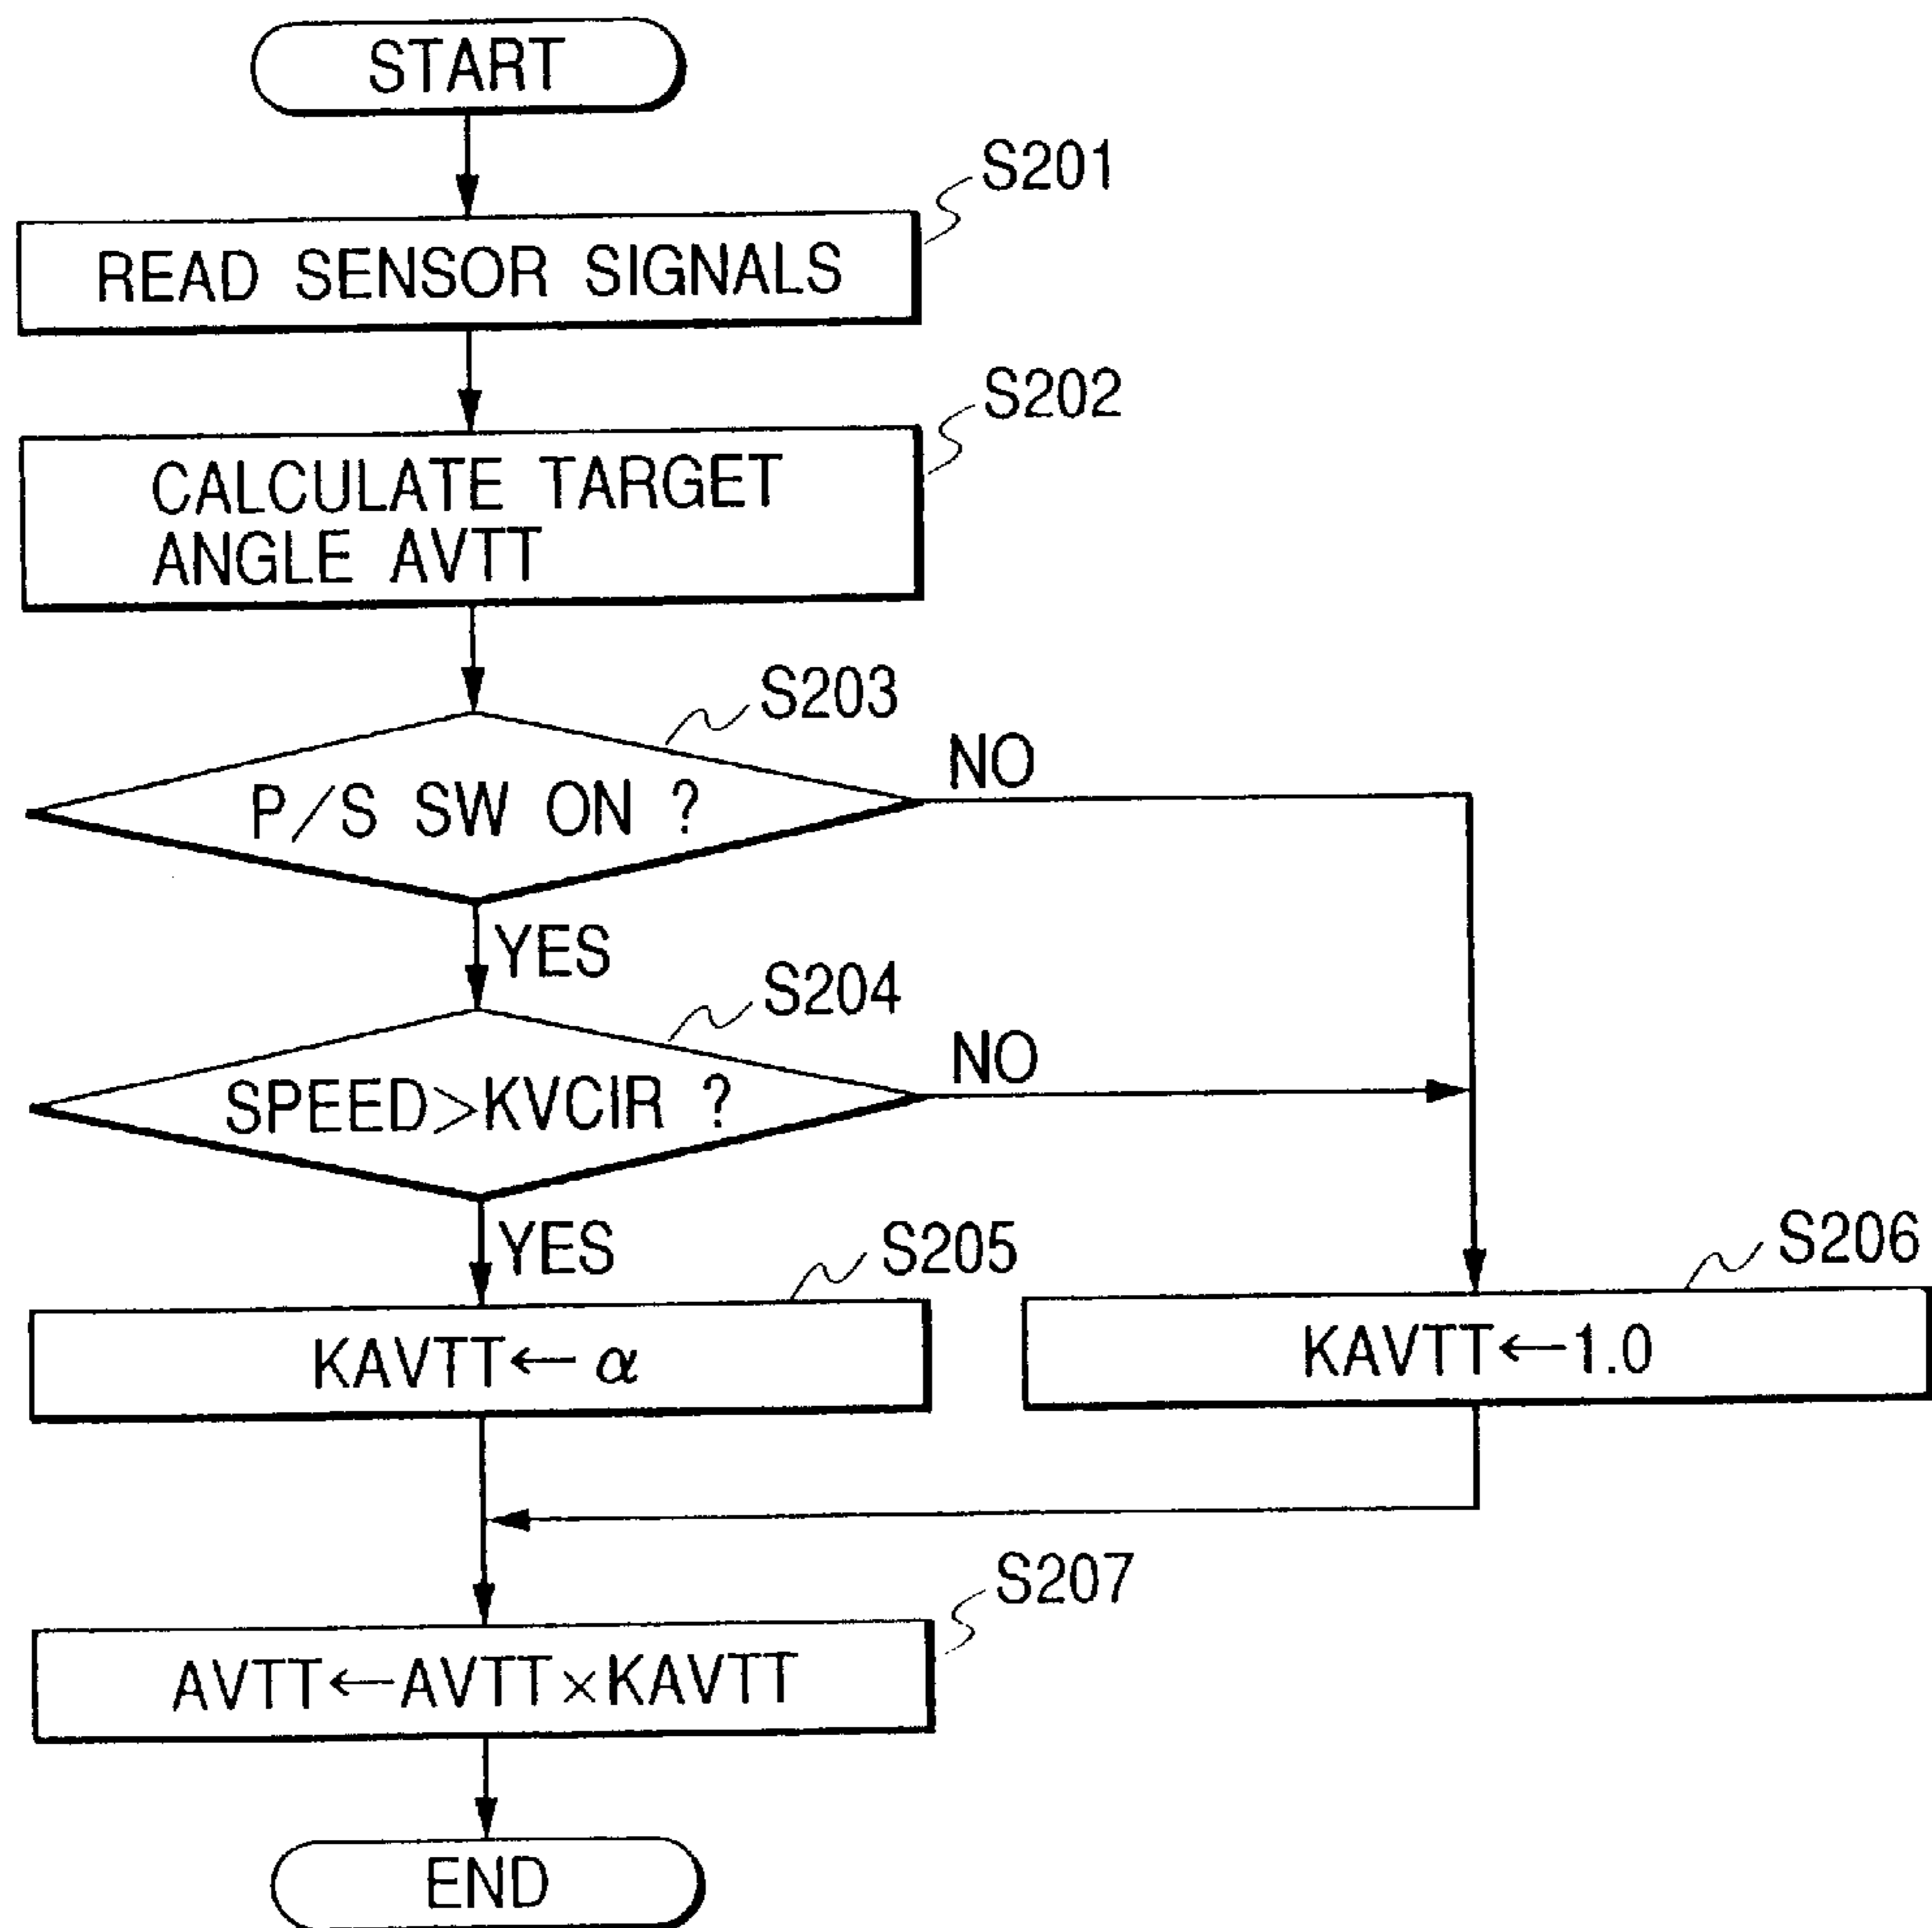 START
S201
READ SENSOR SIGNALS
S202
CALCULATE TARGET
ANGLE AVTT
S203
P/S SW ON ?
NO
YES
S204
SPEED>KVCIR ?
NO
YES
S205
KAVTT←α
S206
KAVTT←1.0
S207
AVTT←AVTT×KAVTT
END